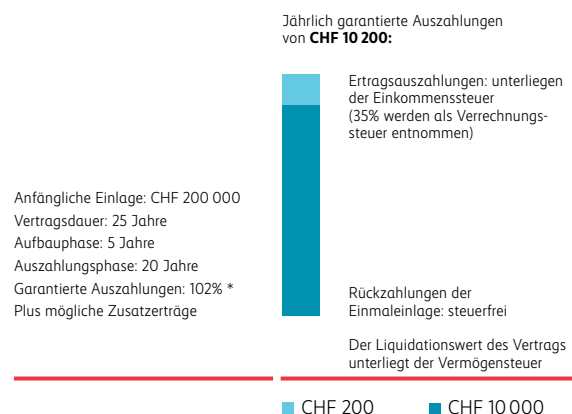 Jährlich garantierte Auszahlungen
von CHF 10 200:
Ertragsauszahlungen: unterliegen
der Einkommenssteuer
(35% werden als Verrechnungs-
steuer entnommen)
Anfängliche Einlage: CHF 200 000
Vertragsdauer: 25 Jahre
Aufbauphase: 5 Jahre
Auszahlungsphase: 20 Jahre
Garantierte Auszahlungen: 102% *
Plus mögliche Zusatzerträge
Rückzahlungen der
Einmaleinlage: steuerfrei
Der Liquidationswert des Vertrags
unterliegt der Vermögensteuer
CHF 200 CHF 10 000